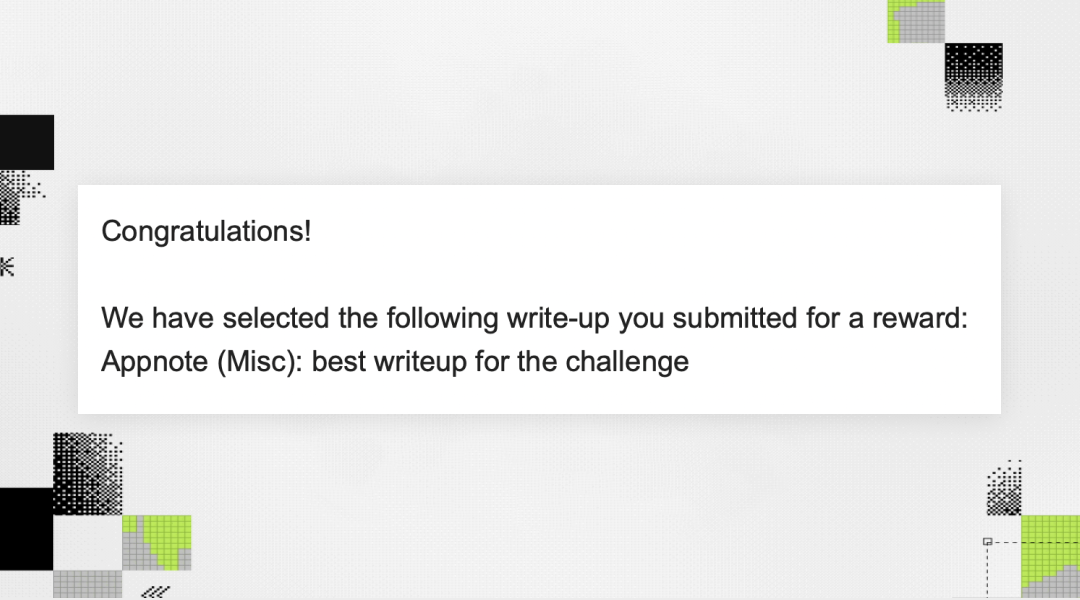 Congratulations!
We have selected the following write-up you submitted for a reward:
Appnote (Misc): best writeup for the challenge